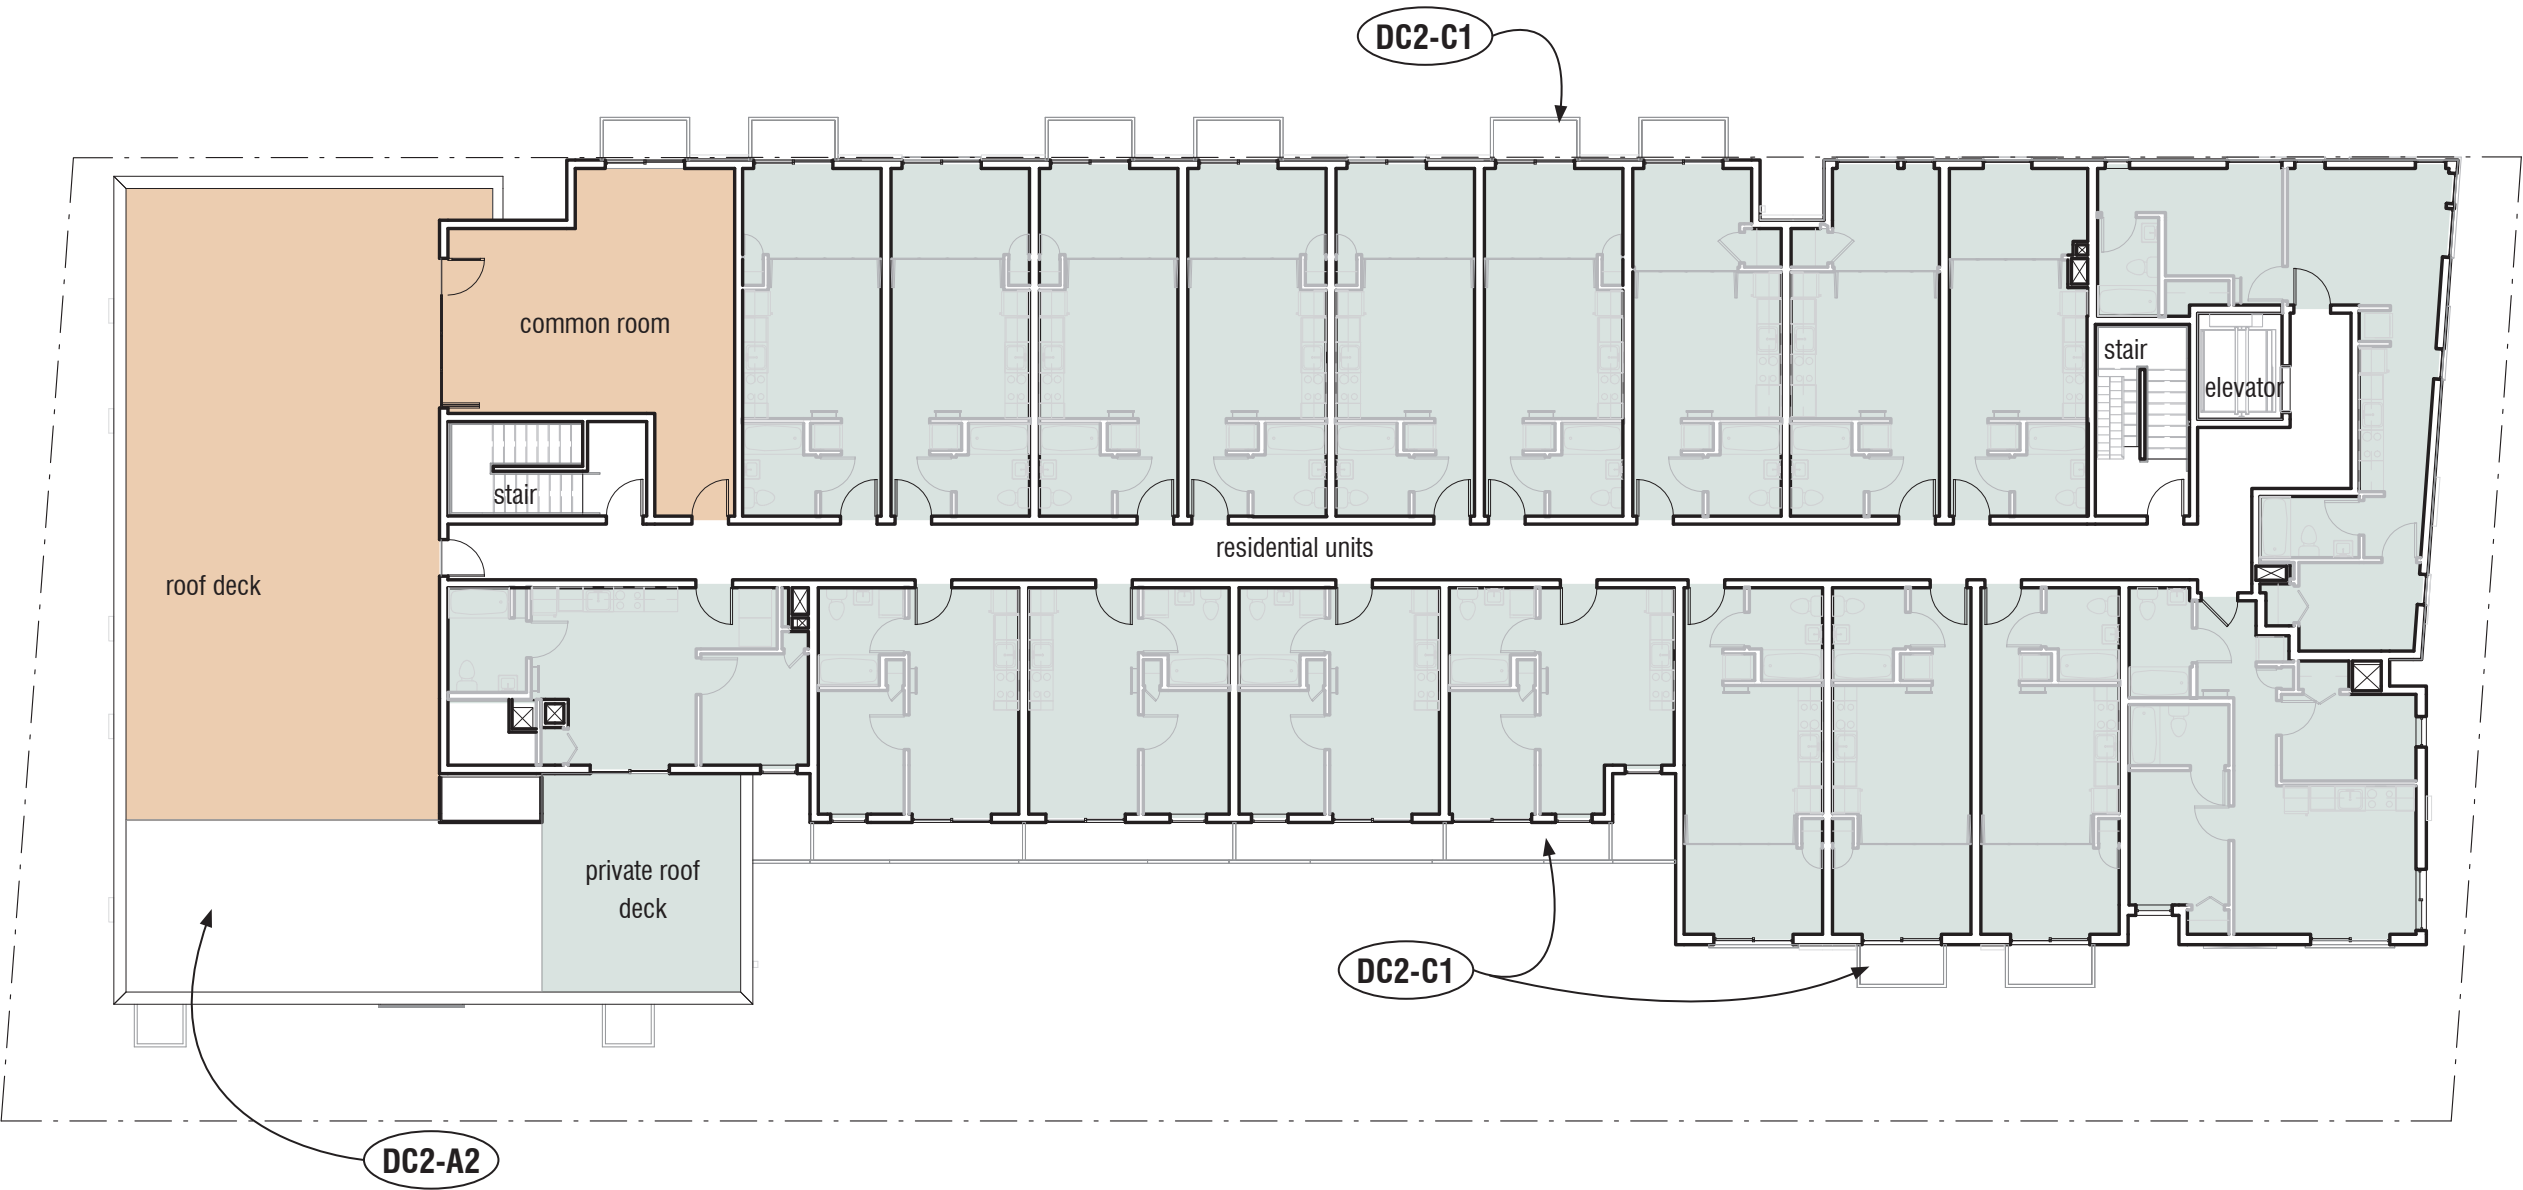 DC2-C1
common room
stair
elevator
stair
residential units
roof deck
private roof
deck
DC2-C1
DC2-A2